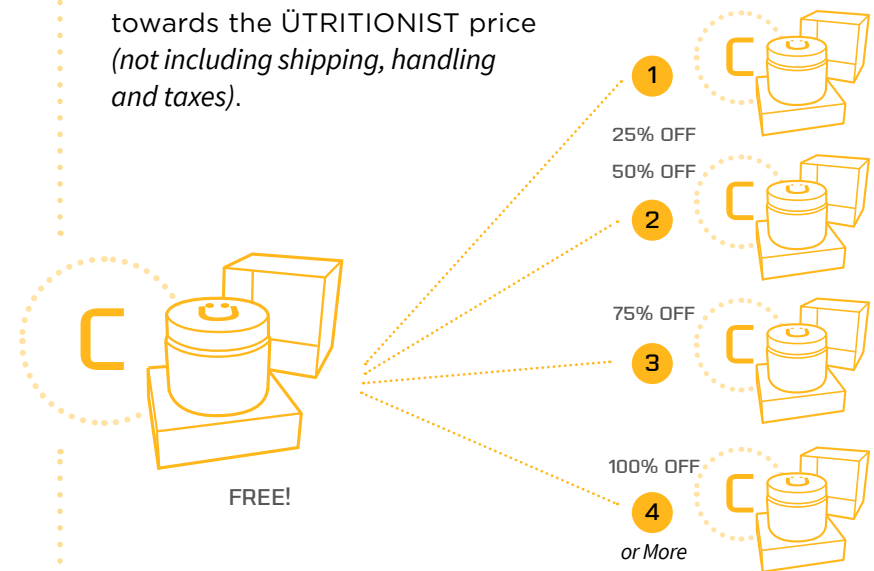 towards the ÜTRITIONIST price
(not including shipping, handling
and taxes).
1
25% OFF
50% OFF
2
75% OFF
3
100% OFF
4
or More
C
Ü
FREE!
C
Ü
C
Ü
C
Ü
C
Ü